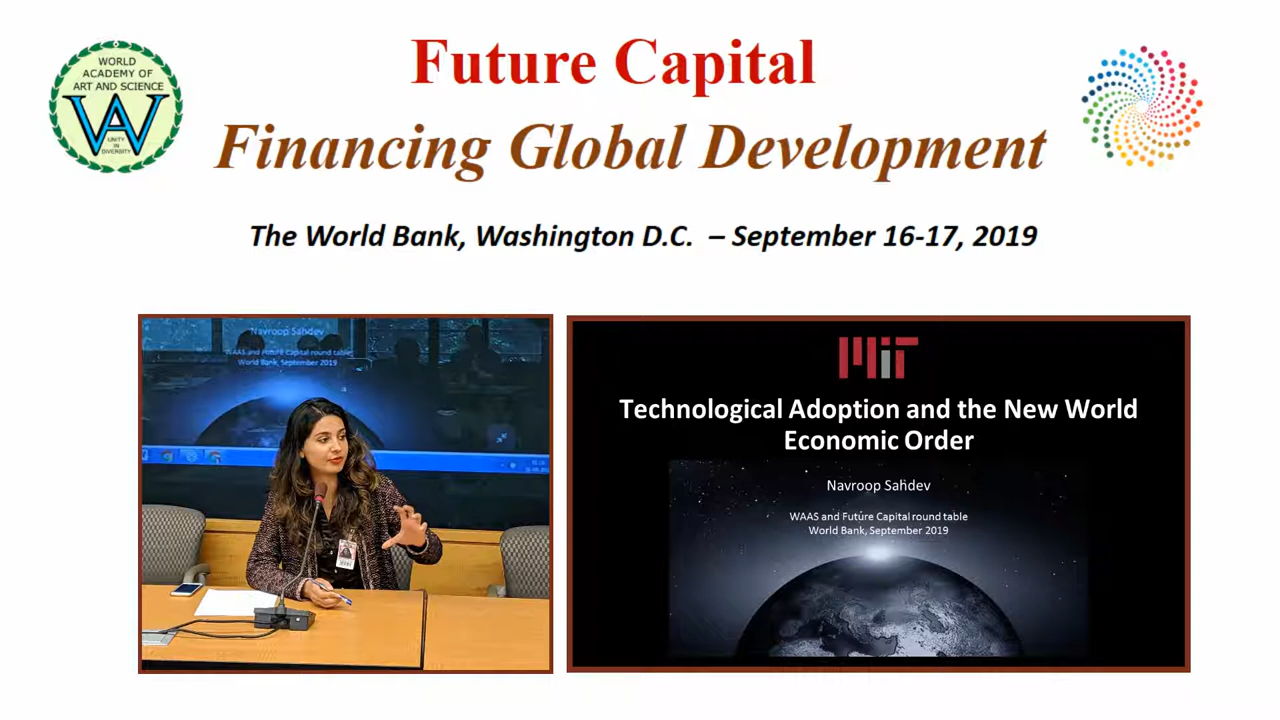 WORLD
ACADEMY OF
ART AND SCIENCE
WA
UNITY
IN
DIVERSITY
Future Capital
Financing Global Development
The World Bank, Washington D.C. – September 16-17, 2019
Navroop Sahdev
WAAS and Future Capital round table
World Bank, September 2019
MiT
Technological Adoption and the New World
Economic Order
Navroop Sahdev
WAAS and Future Capital round table
World Bank, September 2019